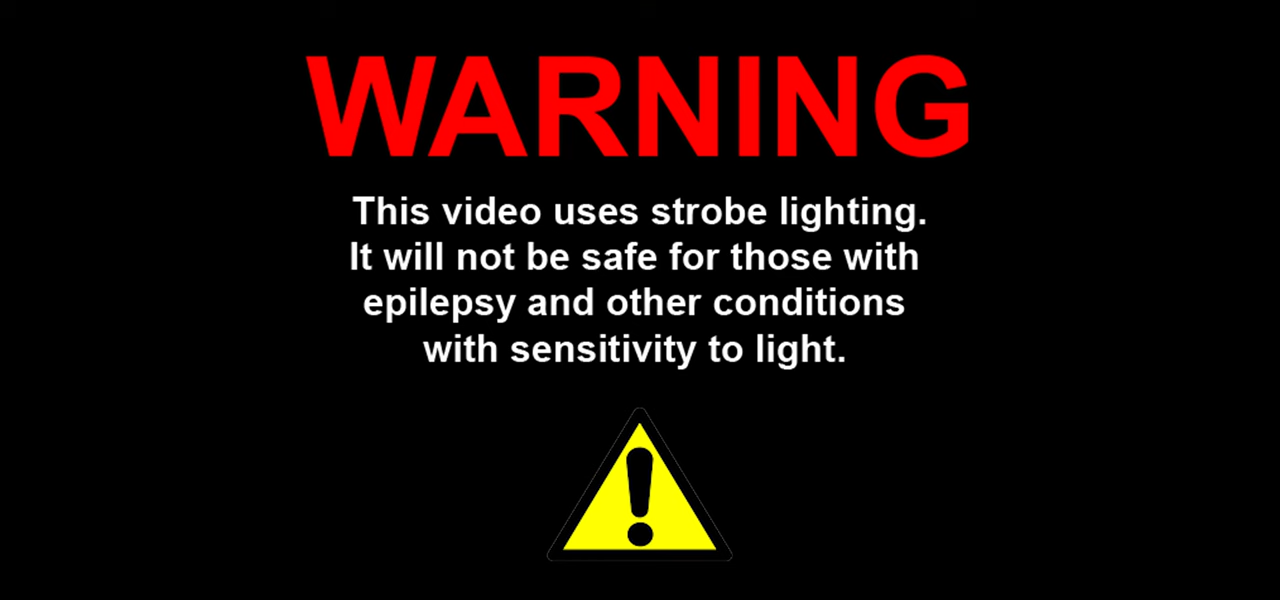 WARNING
This video uses strobe lighting.
It will not be safe for those with
epilepsy and other conditions
with sensitivity to light.
!